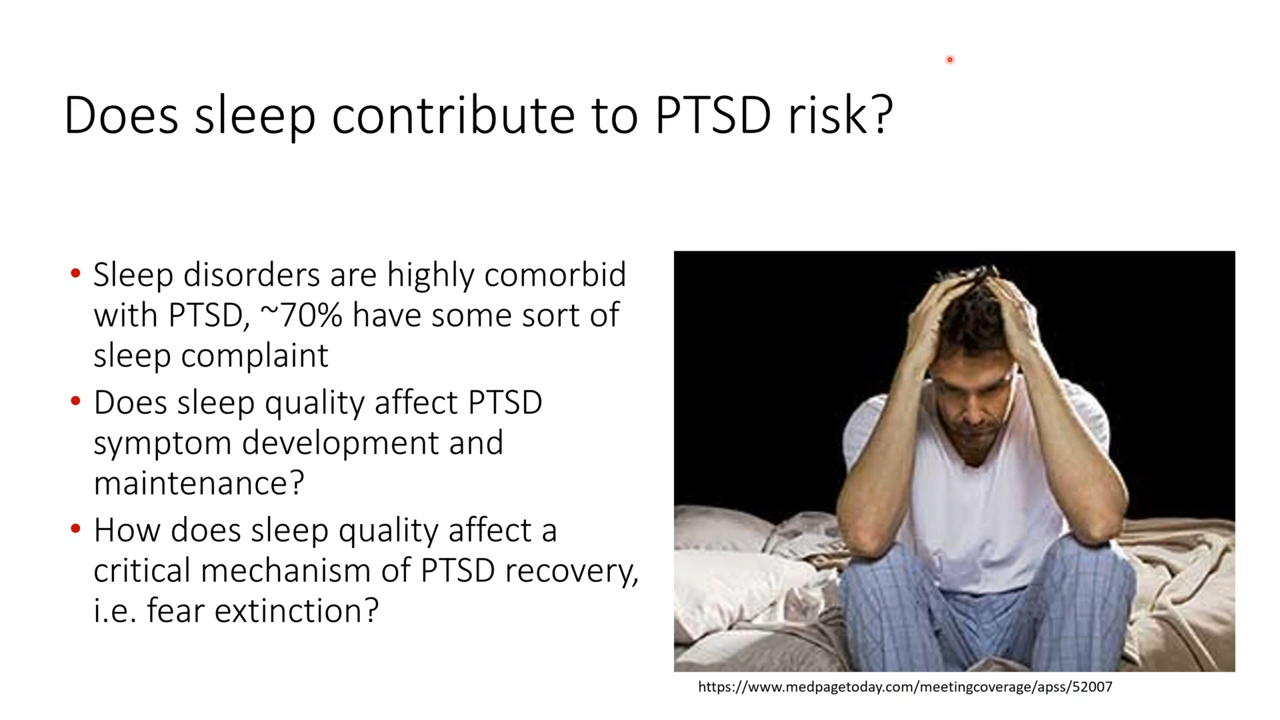 Does sleep contribute to PTSD risk?
• Sleep disorders are highly comorbid
with PTSD, ~70% have some sort of
sleep complaint
• Does sleep quality affect PTSD
symptom development and
maintenance?
• How does sleep quality affect a
critical mechanism of PTSD recovery,
i.e. fear extinction?
https://www.medpagetoday.com/meetingcoverage/apss/52007